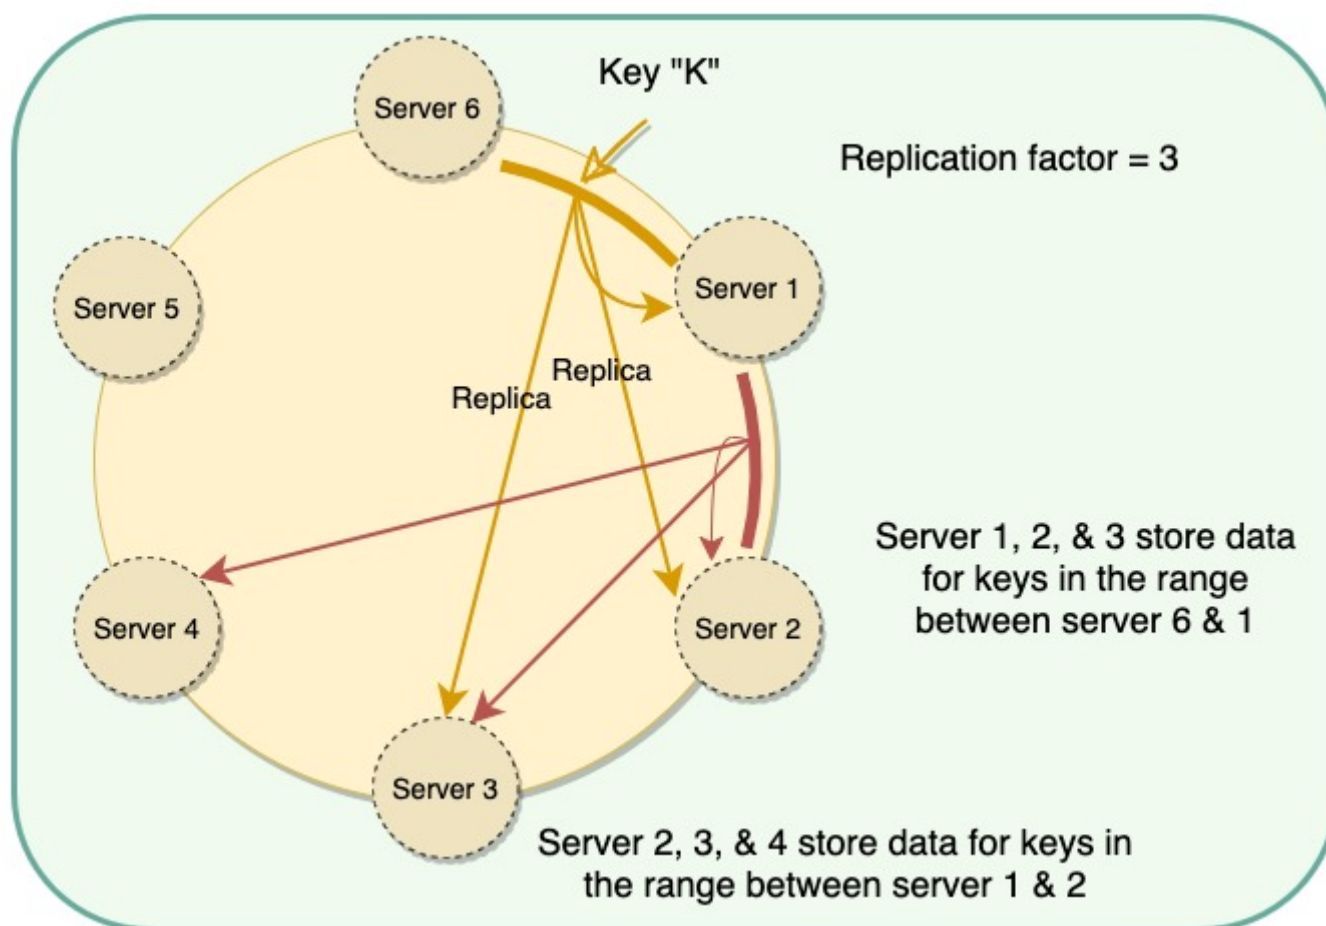 Key "K"
Server 6
Replication factor = 3
Server 1
Server 5
Replica
Replica
Server 1, 2, & 3 store data
for keys in the range
between server 6 & 1
Server 4
Server 2
Server 3
Server 2, 3, & 4 store data for keys in
the range between server 1 & 2